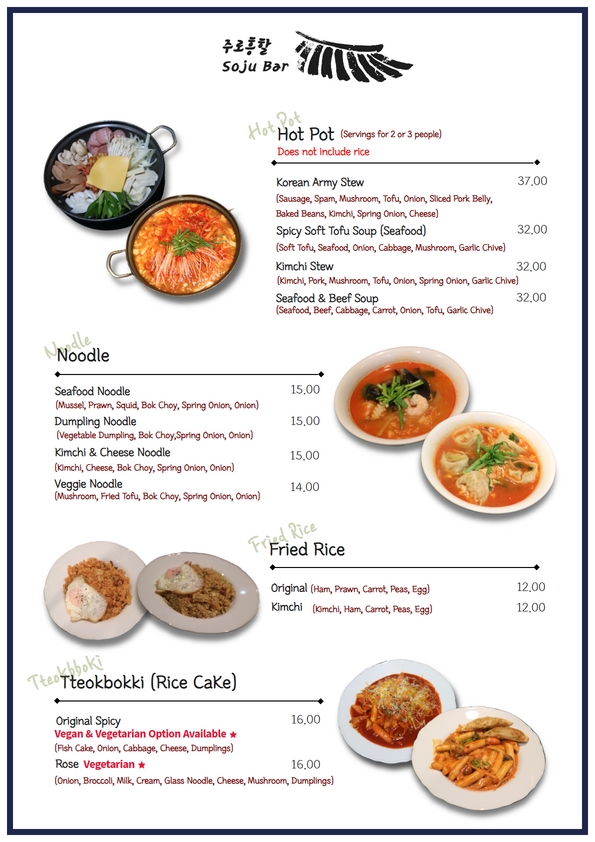 주로통활
Soju Bar
Hot Pot
Hot Pot (Servings for 2 or 3 people)
Does not include rice
Korean Army Stew 37,00
(Sausage, Spam, Mushroom, Tofu, Onion, Sliced Pork Belly,
Baked Beans, Kimchi, Spring Onion, Cheese)
Spicy Soft Tofu Soup (Seafood) 32,00
(Soft Tofu, Seafood, Onion, Cabbage, Mushroom, Garlic Chive)
Kimchi Stew 32,00
(Kimchi, Pork, Mushroom, Tofu, Onion, Spring Onion, Garlic Chive)
Seafood & Beef Soup 32,00
(Seafood, Beef, Cabbage, Carrot, Onion, Tofu, Garlic Chive)
Noodle
Noodle
Seafood Noodle 15,00
(Mussel, Prawn, Squid, Bok Choy, Spring Onion, Onion)
Dumpling Noodle 15,00
(Vegetable Dumpling, Bok Choy,Spring Onion, Onion)
Kimchi & Cheese Noodle 15,00
(Kimchi, Cheese, Bok Choy, Spring Onion, Onion)
Veggie Noodle 14,00
(Mushroom, Fried Tofu, Bok Choy, Spring Onion, Onion)
Fried Rice
Fried Rice
Original (Ham, Prawn, Carrot, Peas, Egg) 12,00
Kimchi (Kimchi, Ham, Carrot, Peas, Egg) 12,00
Tteokbboki
Tteokbokki (Rice CaKe)
Original Spicy 16,00
Vegan & Vegetarian Option Available ★
(Fish Cake, Onion, Cabbage, Cheese, Dumplings)
Rose Vegetarian ★ 16,00
(Onion, Broccoli, Milk, Cream, Glass Noodle, Cheese, Mushroom, Dumplings)